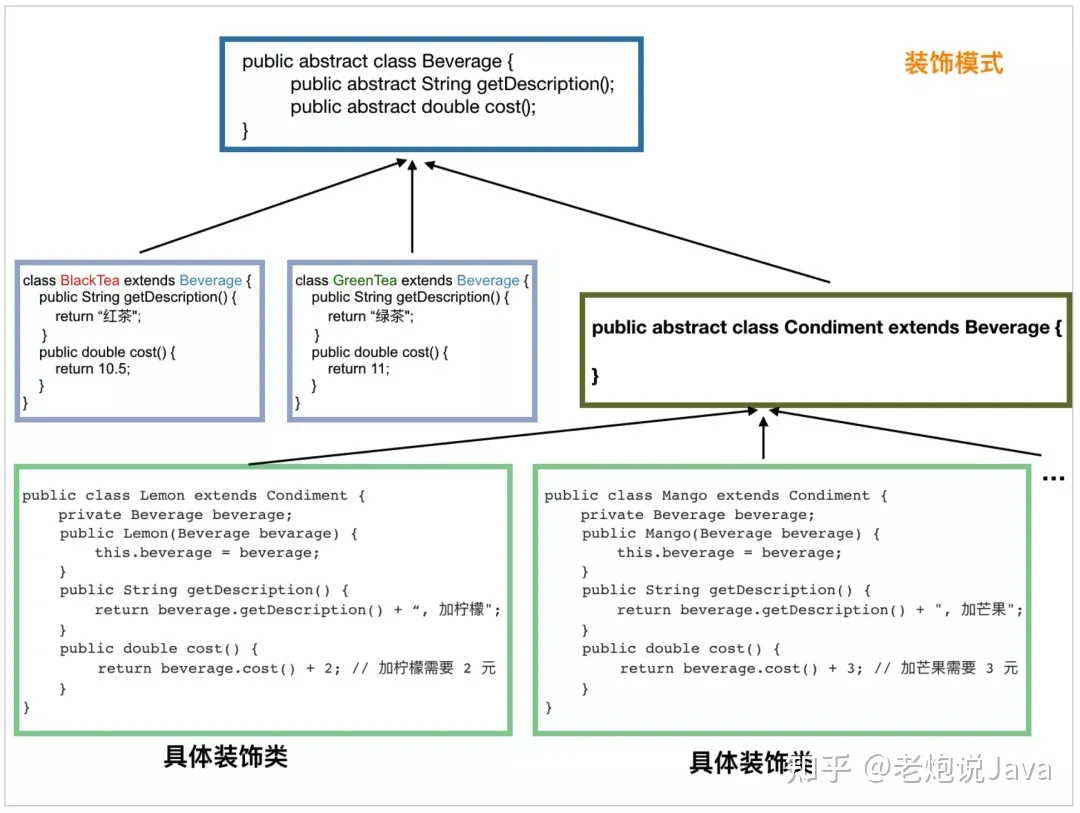 装饰模式
public abstract class Beverage {
public abstract String getDescription();
public abstract double cost();
}
class BlackTea extends Beverage {
public String getDescription() {
return “红茶";
}
public double cost() {
return 10.5;
}
}
class GreenTea extends Beverage {
public String getDescription() {
return “绿茶";
}
public double cost() {
return 11;
}
}
public abstract class Condiment extends Beverage {
}
public class Lemon extends Condiment {
private Beverage beverage;
public Lemon(Beverage bevarage) {
this.beverage = beverage;
}
public String getDescription() {
return beverage.getDescription() + “, 加柠檬";
}
public double cost() {
return beverage.cost() + 2; // 加柠檬需要 2 元
}
}
具体装饰类
public class Mango extends Condiment {
private Beverage beverage;
public Mango(Beverage beverage) {
this.beverage = beverage;
}
public String getDescription() {
return beverage.getDescription() + ", 加芒果";
}
public double cost() {
return beverage.cost() + 3; // 加芒果需要 3 元
}
}
具体装饰类
...
知乎 @老炮说Java